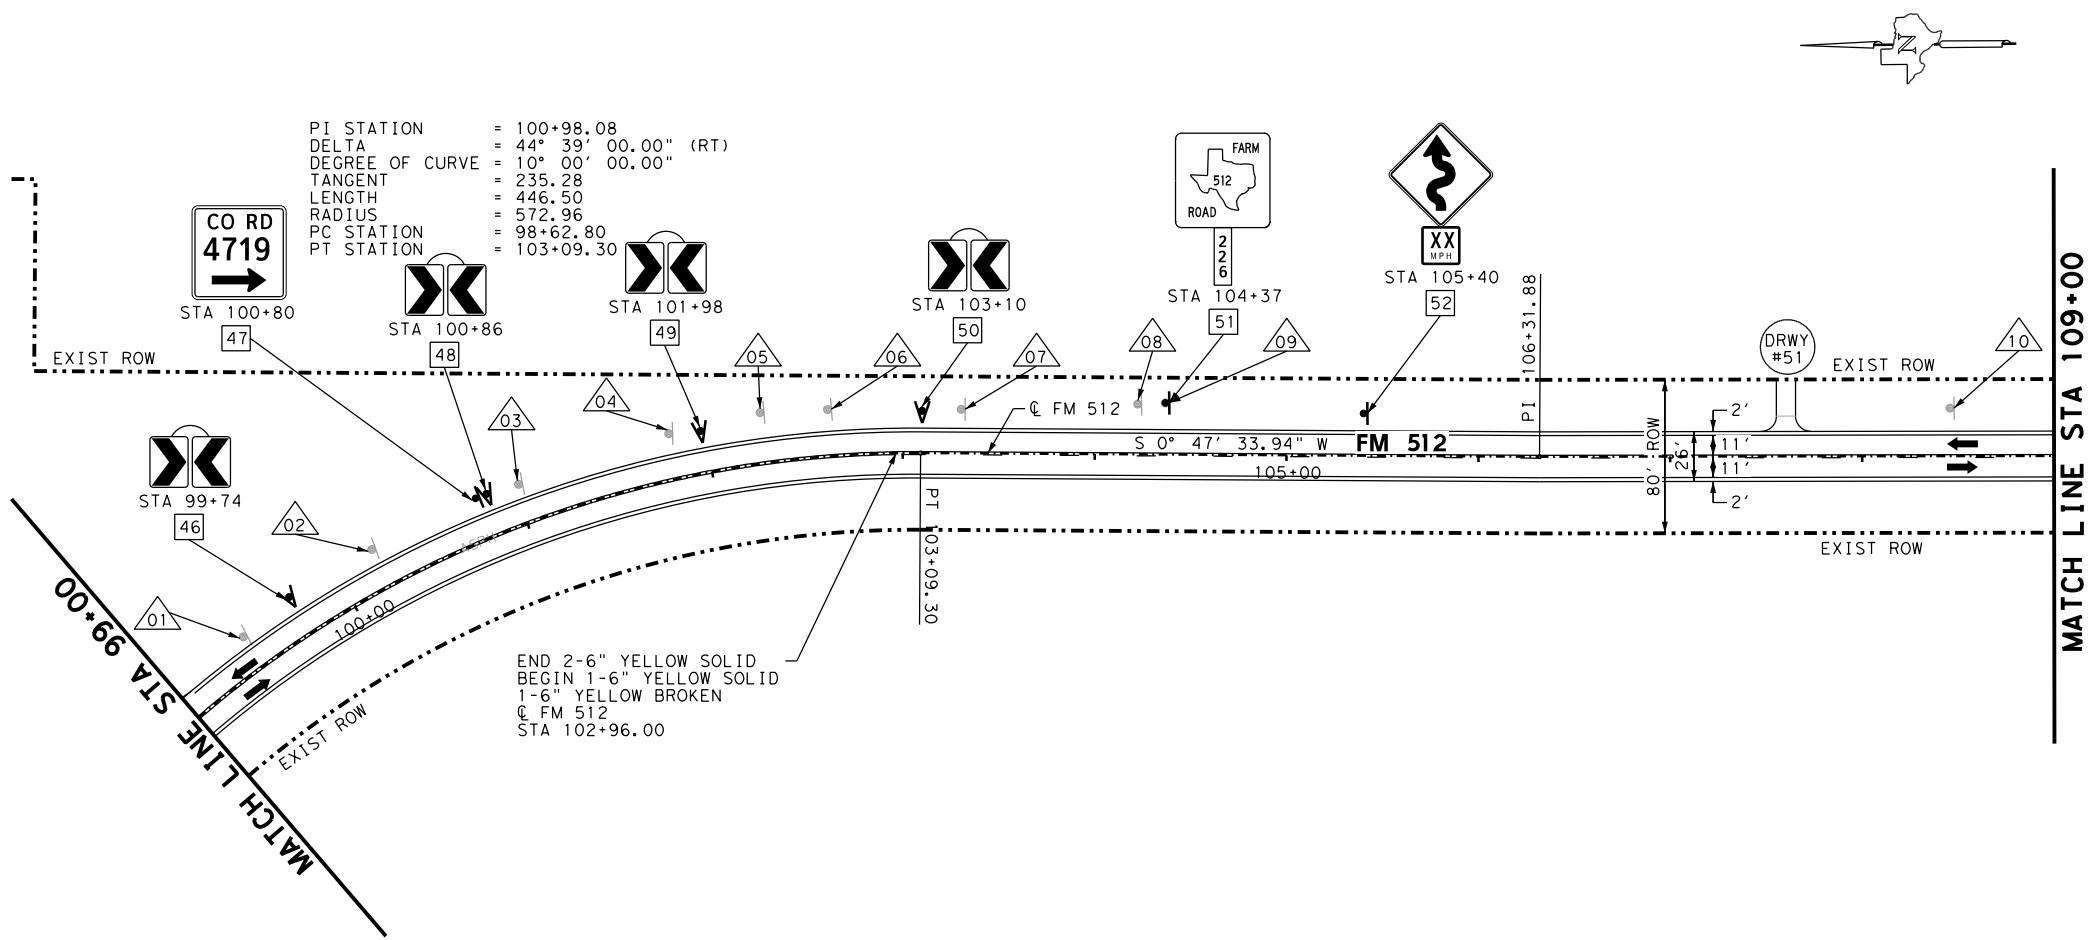 N
PI STATION = 100+98.08
DELTA = 44° 39' 00.00" (RT)
DEGREE OF CURVE = 10° 00' 00.00"
TANGENT = 235.28
LENGTH = 446.50
RADIUS = 572.96
PC STATION = 98+62.80
PT STATION = 103+09.30
CO RD
4719
STA 100+80
47
STA 100+86
48
STA 101+98
49
STA 103+10
50
FARM
512
ROAD
226
STA 104+37
51
XX
MPH
STA 105+40
52
PI 106+31.88
DRWY
#51
EXIST ROW
EXIST ROW
STA 99+74
46
01
02
03
04
05
06
07
08
09
10
℄ FM 512
S 0° 47' 33.94" W
FM 512
105+00
100+00
PT 103+09.30
80' ROW
26'
2'
11'
11'
2'
EXIST ROW
EXIST ROW
END 2-6" YELLOW SOLID
BEGIN 1-6" YELLOW SOLID
1-6" YELLOW BROKEN
℄ FM 512
STA 102+96.00
MATCH LINE STA 99+00
MATCH LINE STA 109+00